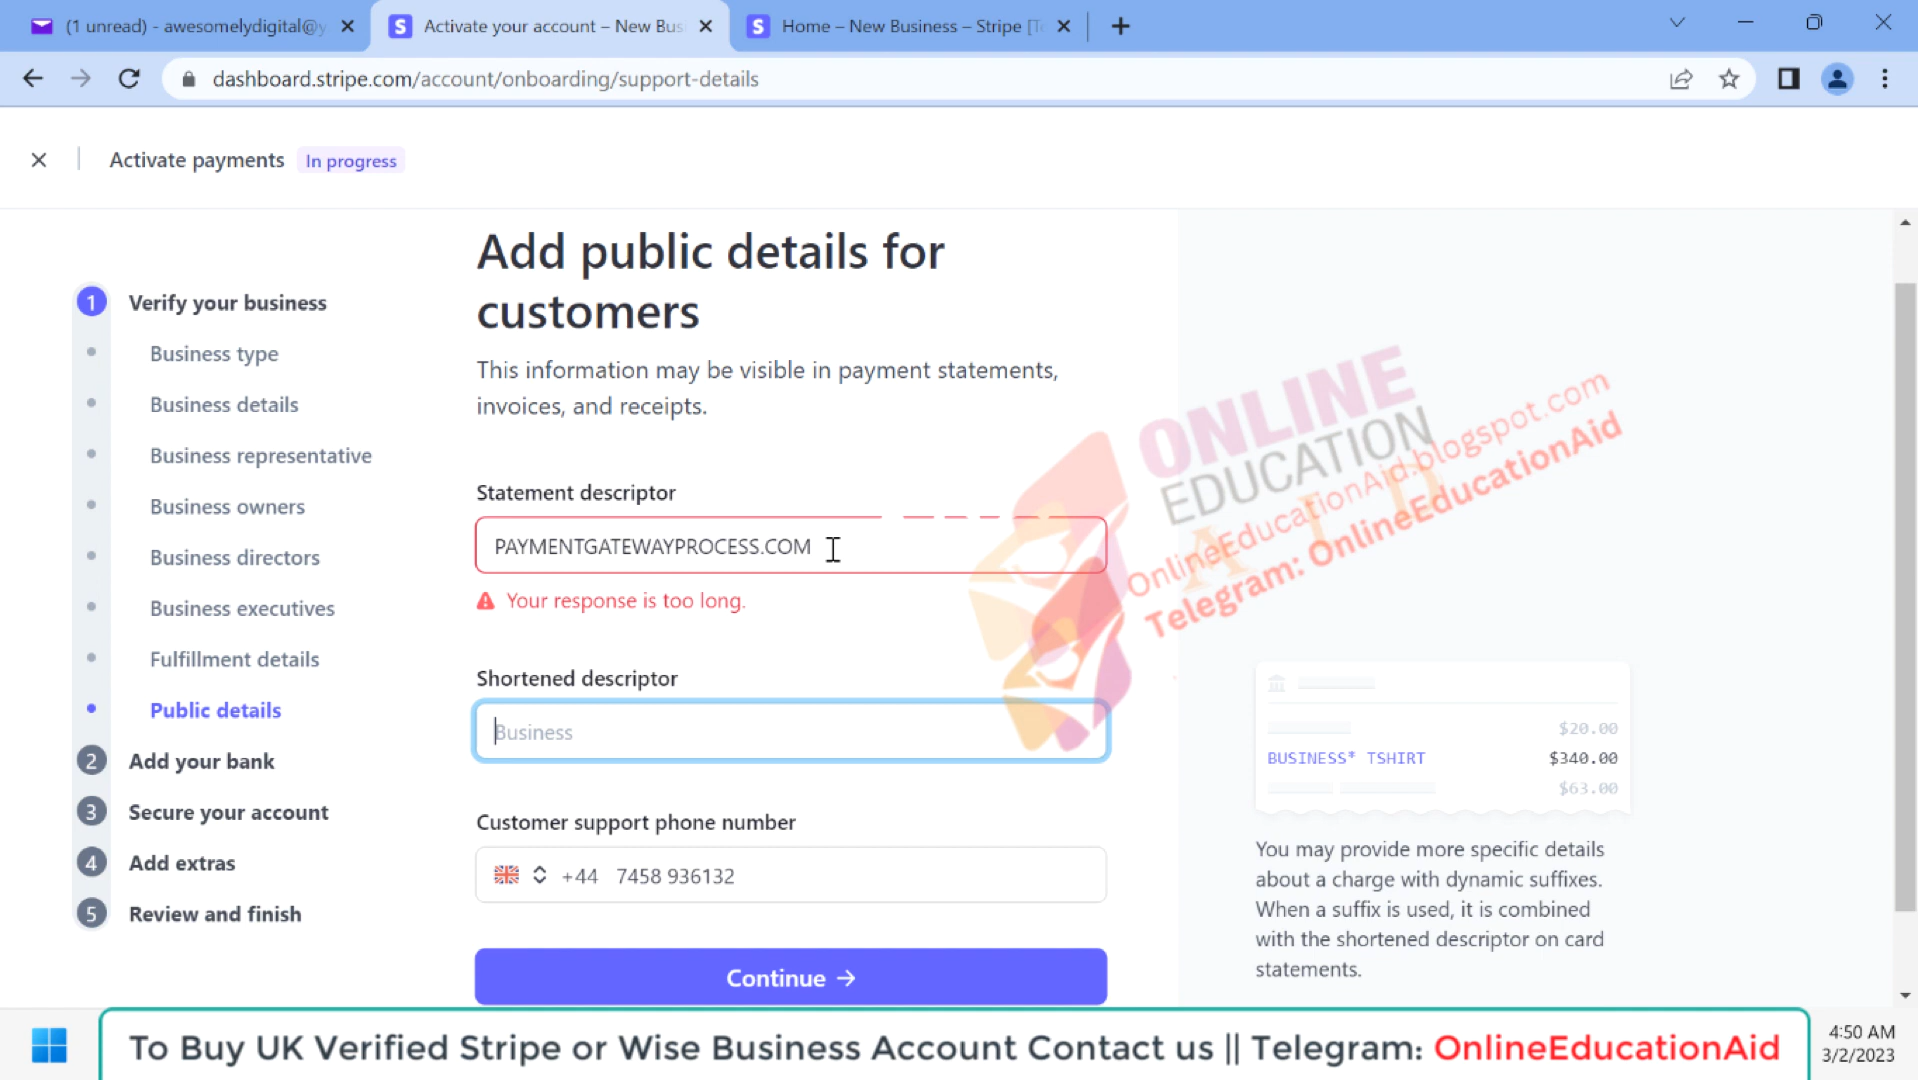 (1 unread) - awesomelydigital@y
Activate your account – New Bus
Home – New Business – Stripe [Te
dashboard.stripe.com/account/onboarding/support-details
Activate payments
In progress
Add public details for
customers
This information may be visible in payment statements,
invoices, and receipts.
1
Verify your business
Business type
Business details
Business representative
Business owners
Business directors
Business executives
Fulfillment details
Public details
2
Add your bank
3
Secure your account
4
Add extras
5
Review and finish
Statement descriptor
PAYMENTGATEWAYPROCESS.COM
Your response is too long.
Shortened descriptor
Business
Customer support phone number
+44 7458 936132
Continue →
ONLINE
EDUCATION
AID
OnlineEducationAid.blogspot.com
Telegram: OnlineEducationAid
$20.00
BUSINESS* TSHIRT $340.00
$63.00
You may provide more specific details
about a charge with dynamic suffixes.
When a suffix is used, it is combined
with the shortened descriptor on card
statements.
To Buy UK Verified Stripe or Wise Business Account Contact us || Telegram: OnlineEducationAid
4:50 AM
3/2/2023